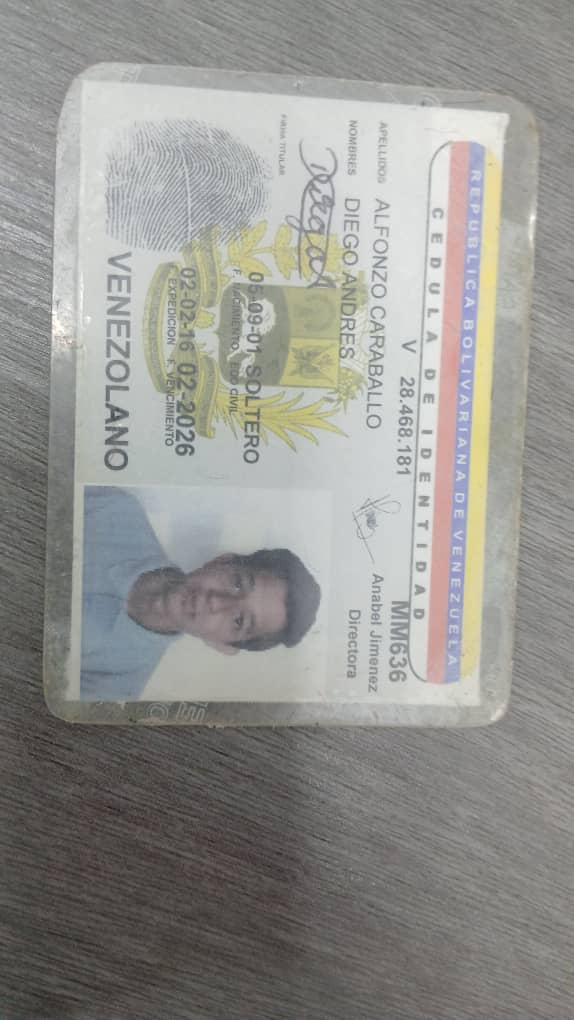 REPUBLICA BOLIVARIANA DE VENEZUELA
CEDULA DE IDENTIDAD
V 28.468.181
MM636
APELLIDOS ALFONZO CARABALLO
Anabel Jimenez
Directora
NOMBRES DIEGO ANDRES
Diego
FIRMA TITULAR
05-09-01 SOLTERO
F. NACIMIENTO EDO CIVIL
02-02-16 02-2026
F. EXPEDICION F. VENCIMIENTO
VENEZOLANO